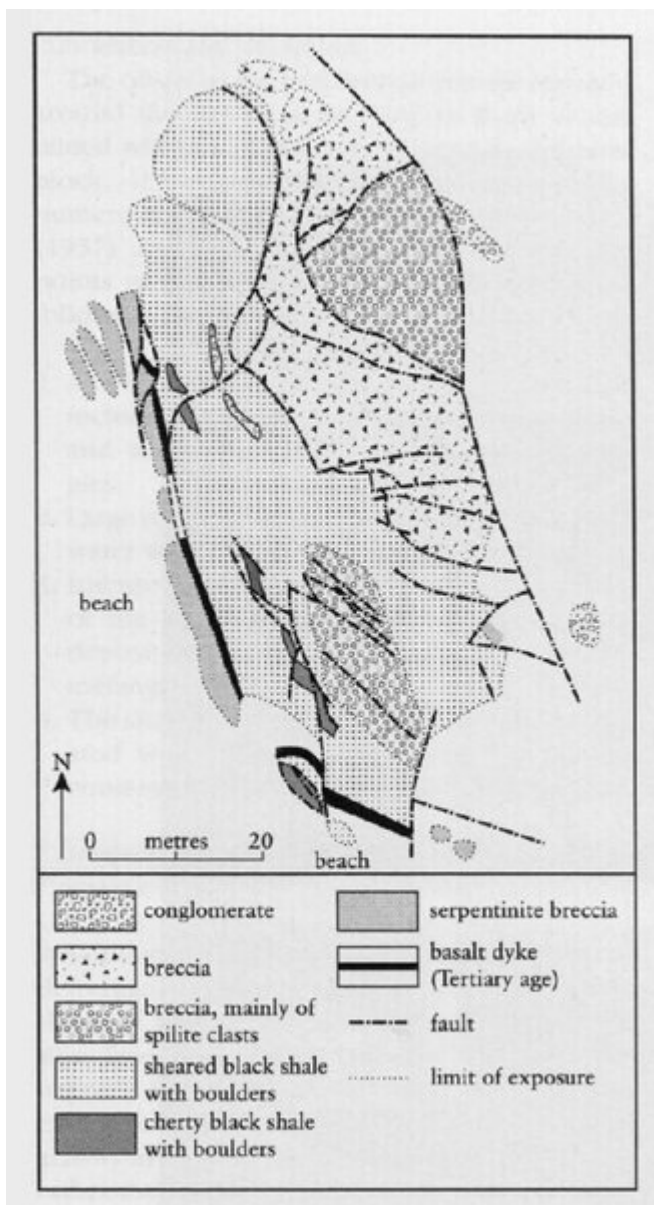 beach
N
0 metres 20
beach
conglomerate
breccia
breccia, mainly of
spilite clasts
sheared black shale
with boulders
cherty black shale
with boulders
serpentinite breccia
basalt dyke
(Tertiary age)
fault
limit of exposure